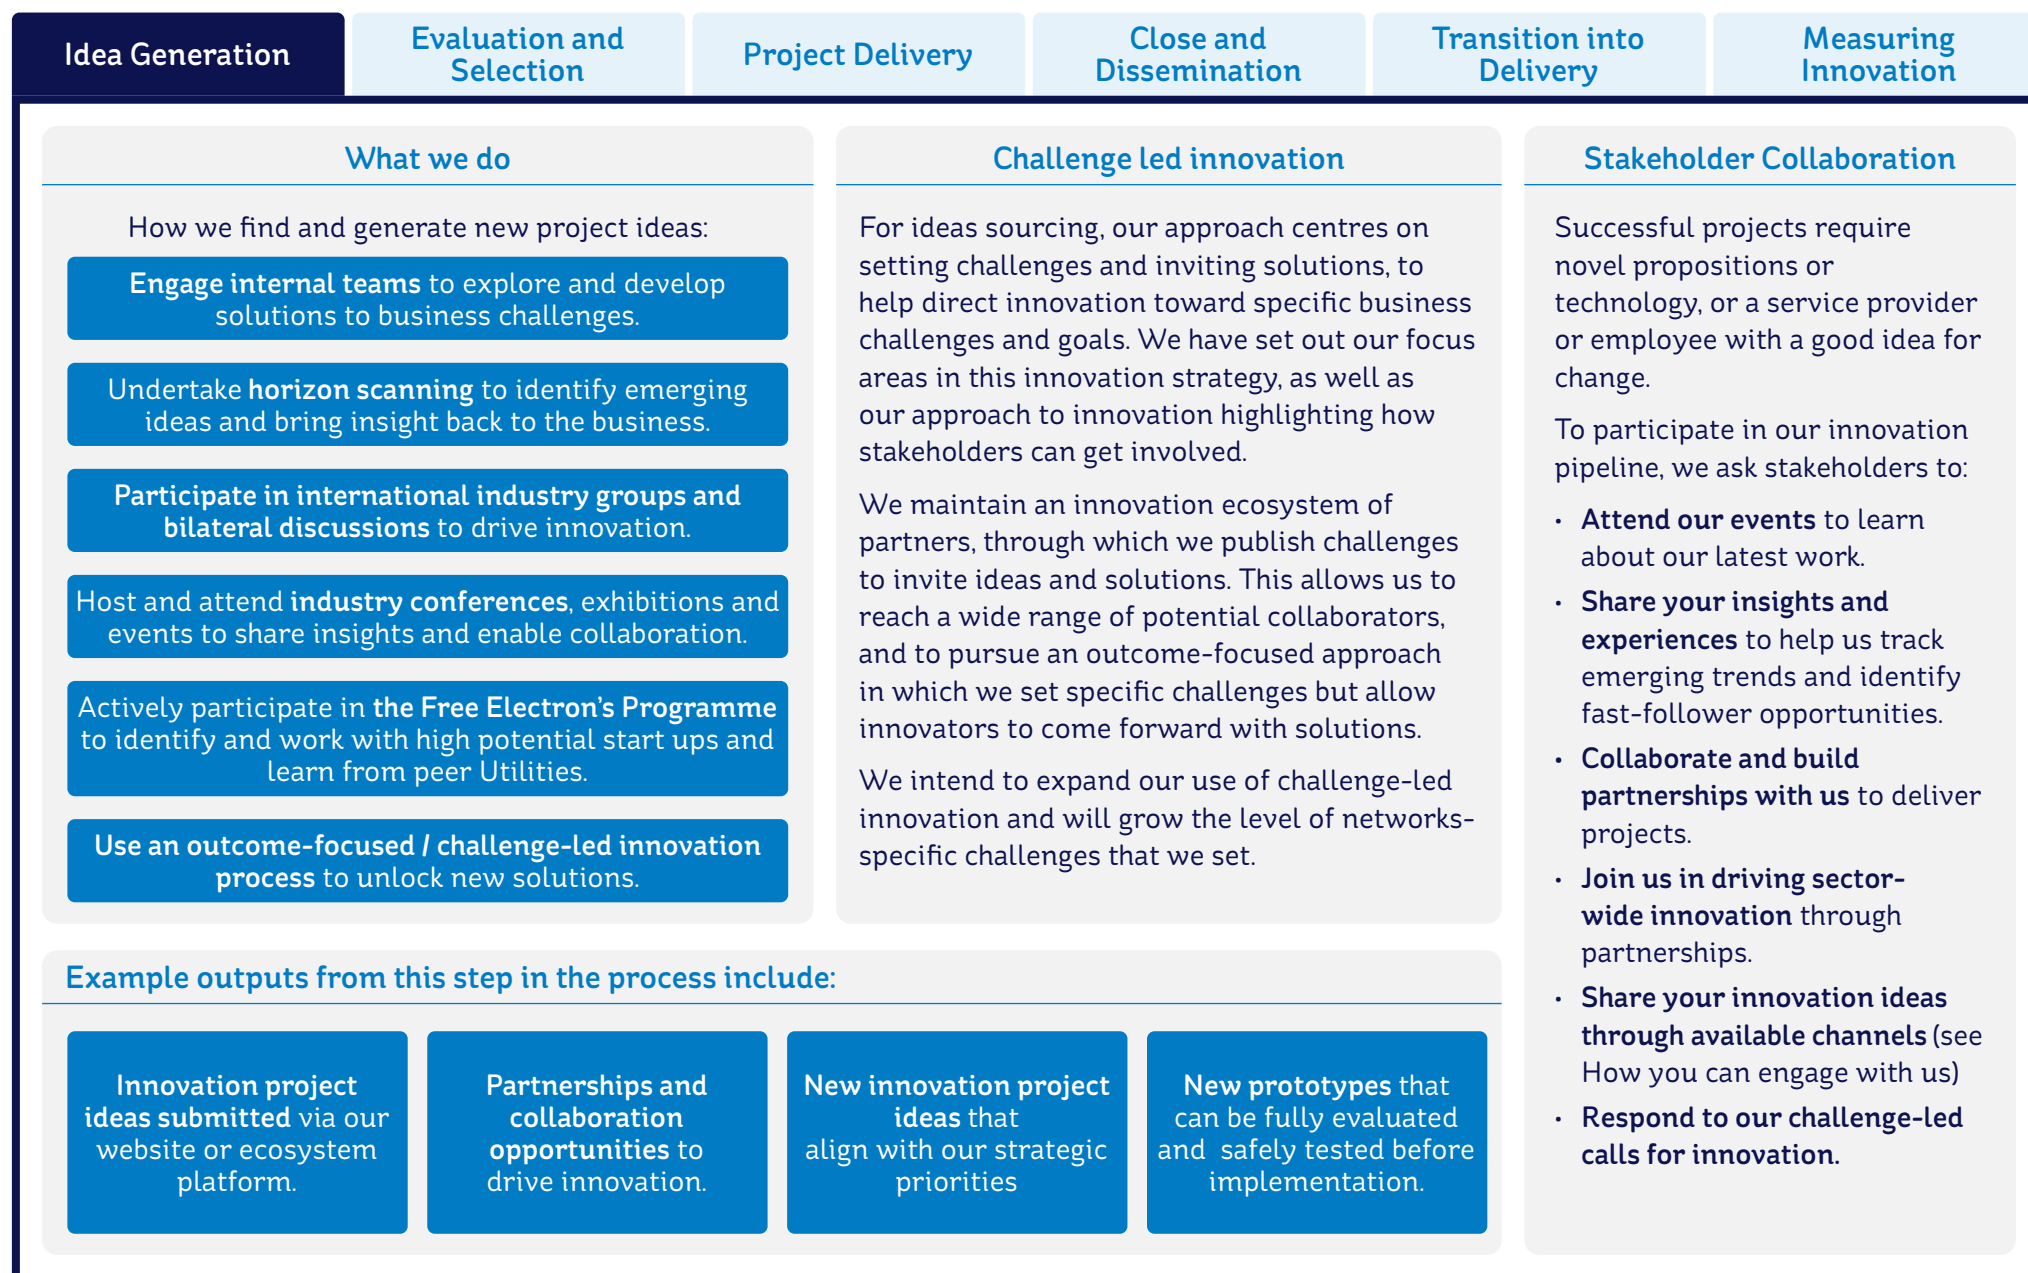 Idea Generation
Evaluation and
Selection
Project Delivery
Close and
Dissemination
Transition into
Delivery
Measuring
Innovation
What we do
How we find and generate new project ideas:
Engage internal teams to explore and develop
solutions to business challenges.
Undertake horizon scanning to identify emerging
ideas and bring insight back to the business.
Participate in international industry groups and
bilateral discussions to drive innovation.
Host and attend industry conferences, exhibitions and
events to share insights and enable collaboration.
Actively participate in the Free Electron's Programme
to identify and work with high potential start ups and
learn from peer Utilities.
Use an outcome-focused / challenge-led innovation
process to unlock new solutions.
Challenge led innovation
For ideas sourcing, our approach centres on
setting challenges and inviting solutions, to
help direct innovation toward specific business
challenges and goals. We have set out our focus
areas in this innovation strategy, as well as
our approach to innovation highlighting how
stakeholders can get involved.
We maintain an innovation ecosystem of
partners, through which we publish challenges
to invite ideas and solutions. This allows us to
reach a wide range of potential collaborators,
and to pursue an outcome-focused approach
in which we set specific challenges but allow
innovators to come forward with solutions.
We intend to expand our use of challenge-led
innovation and will grow the level of networks-
specific challenges that we set.
Stakeholder Collaboration
Successful projects require
novel propositions or
technology, or a service provider
or employee with a good idea for
change.
To participate in our innovation
pipeline, we ask stakeholders to:
• Attend our events to learn
about our latest work.
• Share your insights and
experiences to help us track
emerging trends and identify
fast-follower opportunities.
• Collaborate and build
partnerships with us to deliver
projects.
• Join us in driving sector-
wide innovation through
partnerships.
• Share your innovation ideas
through available channels (see
How you can engage with us)
• Respond to our challenge-led
calls for innovation.
Example outputs from this step in the process include:
Innovation project
ideas submitted via our
website or ecosystem
platform.
Partnerships and
collaboration
opportunities to
drive innovation.
New innovation project
ideas that
align with our strategic
priorities
New prototypes that
can be fully evaluated
and safely tested before
implementation.